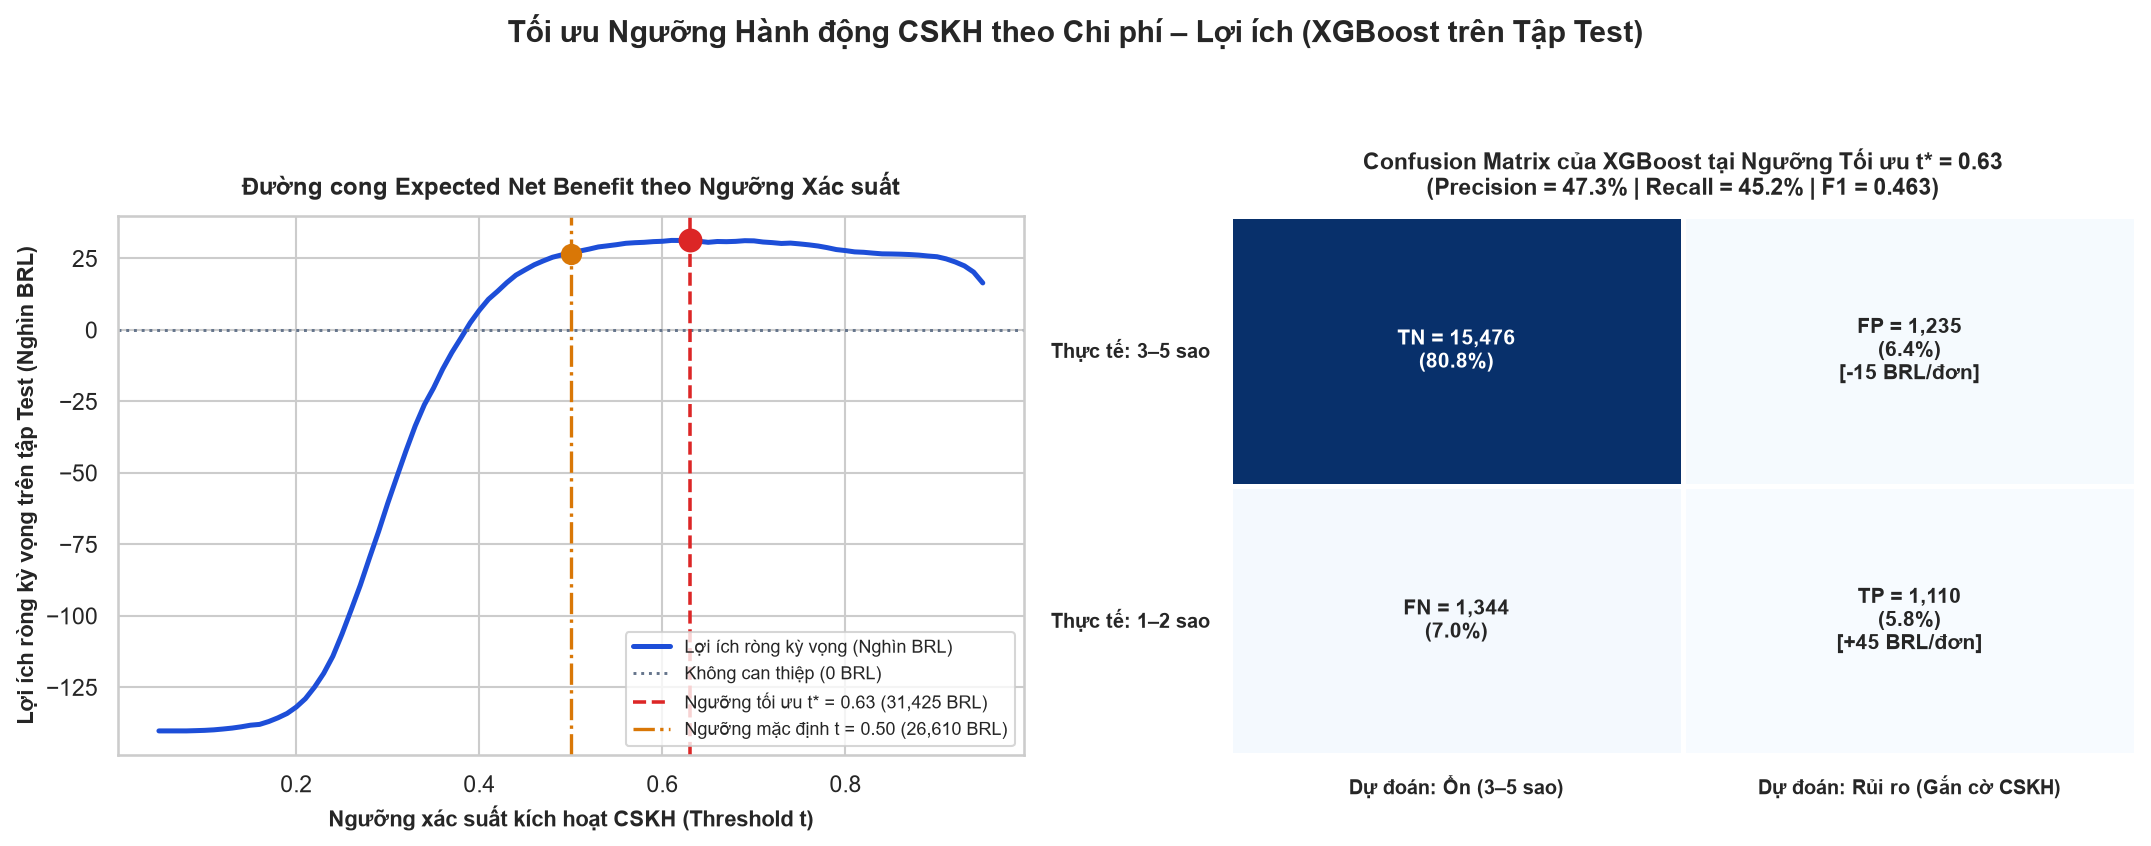 Tối ưu Ngưỡng Hành động CSKH theo Chi phí – Lợi ích (XGBoost trên Tập Test)
Đường cong Expected Net Benefit theo Ngưỡng Xác suất
Lợi ích ròng kỳ vọng trên tập Test (Nghìn BRL)
25
0
−25
−50
−75
−100
−125
0.2
0.4
0.6
0.8
Ngưỡng xác suất kích hoạt CSKH (Threshold t)
Lợi ích ròng kỳ vọng (Nghìn BRL)
Không can thiệp (0 BRL)
Ngưỡng tối ưu t* = 0.63 (31,425 BRL)
Ngưỡng mặc định t = 0.50 (26,610 BRL)
Confusion Matrix của XGBoost tại Ngưỡng Tối ưu t* = 0.63
(Precision = 47.3% | Recall = 45.2% | F1 = 0.463)
Thực tế: 3–5 sao
TN = 15,476
(80.8%)
FP = 1,235
(6.4%)
[-15 BRL/đơn]
Thực tế: 1–2 sao
FN = 1,344
(7.0%)
TP = 1,110
(5.8%)
[+45 BRL/đơn]
Dự đoán: Ổn (3–5 sao)
Dự đoán: Rủi ro (Gắn cờ CSKH)